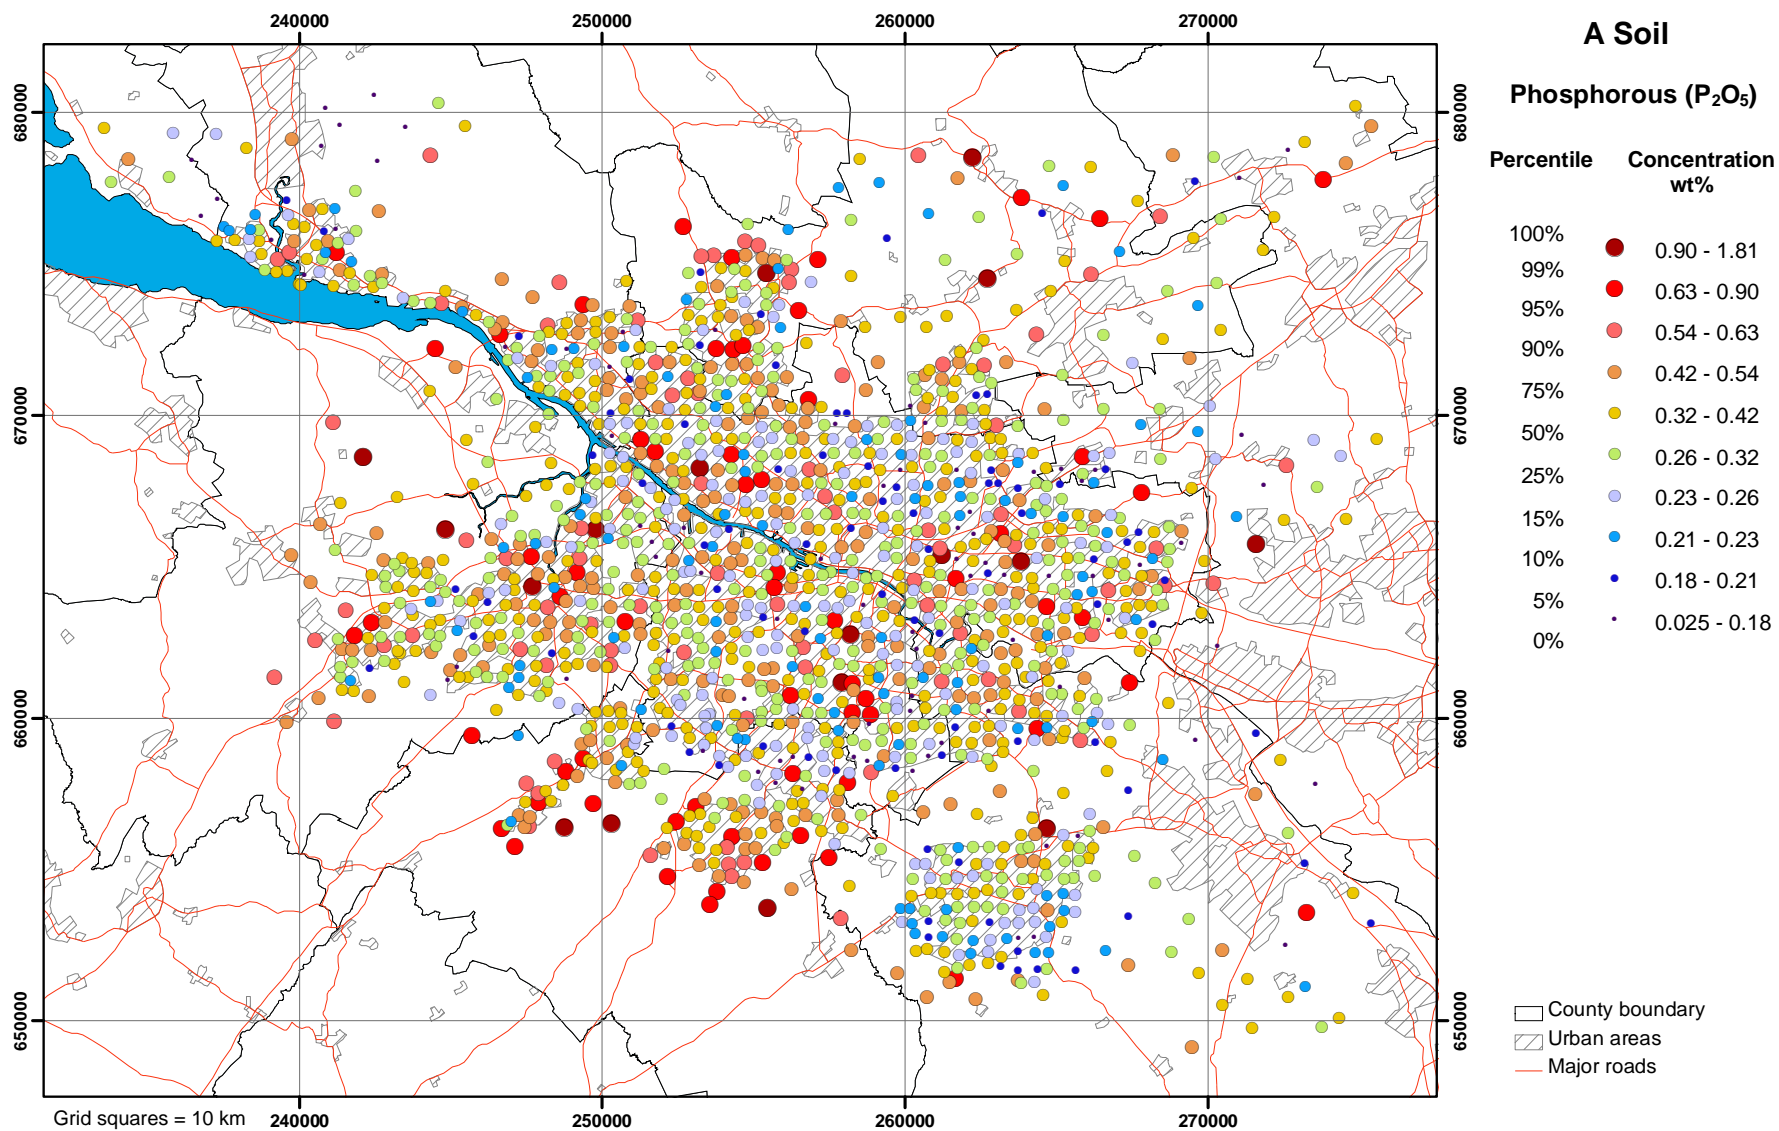 240000
250000
260000
270000
680000
670000
660000
650000
680000
670000
660000
650000
Grid squares = 10 km
240000
250000
260000
270000
A Soil
Phosphorous (P₂O₅)
Percentile Concentration
wt%
100%
0.90 - 1.81
99%
0.63 - 0.90
95%
0.54 - 0.63
90%
0.42 - 0.54
75%
0.32 - 0.42
50%
0.26 - 0.32
25%
0.23 - 0.26
15%
0.21 - 0.23
10%
0.18 - 0.21
5%
0.025 - 0.18
0%
County boundary
Urban areas
Major roads